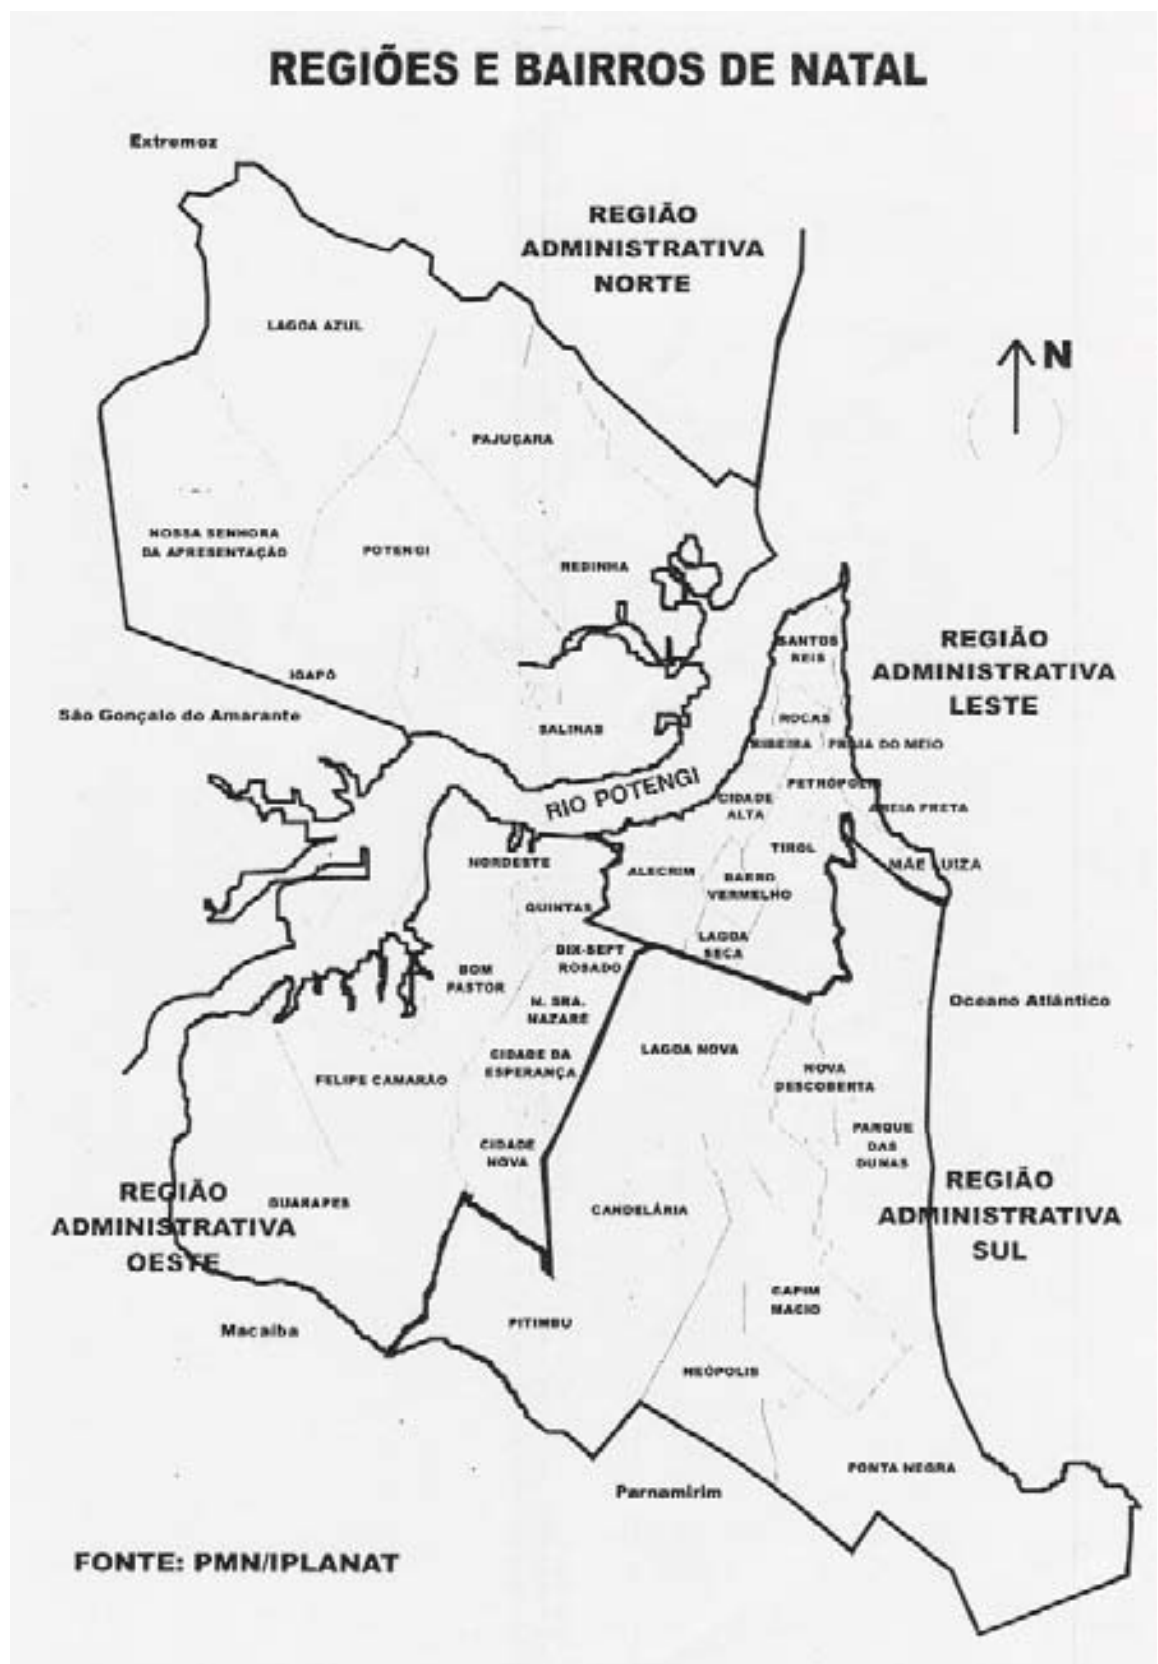 REGIÕES E BAIRROS DE NATAL
Extremoz
REGIÃO
ADMINISTRATIVA
NORTE
LAGOA AZUL
N
PAJUÇARA
NOSSA SENHORA
DA APRESENTAÇÃO
POTENGI
REDINHA
SANTOS
REIS
REGIÃO
ADMINISTRATIVA
LESTE
IGAPÓ
São Gonçalo do Amarante
SALINAS
ROCAS
RIBEIRA
PRAIA DO MEIO
RIO POTENGI
PETRÓPOLIS
CIDADE
ALTA
AREIA PRETA
NORDESTE
ALECRIM
TIROL
MÃE LUIZA
BARRO
VERMELHO
QUINTAS
LAGOA
SECA
DIX-SEPT
ROSADO
BOM
PASTOR
N. SRA.
NAZARE
Oceano Atlântico
LAGOA NOVA
CIDADE DA
ESPERANÇA
FELIPE CAMARÃO
NOVA
DESCOBERTA
PARQUE
DAS
DUNAS
CIDADE
NOVA
REGIÃO
ADMINISTRATIVA
OESTE
GUARAPES
CANDELÁRIA
REGIÃO
ADMINISTRATIVA
SUL
CAPIM
MACIO
Macaíba
PITIMBU
NEÓPOLIS
PONTA NEGRA
Parnamirim
FONTE: PMN/IPLANAT